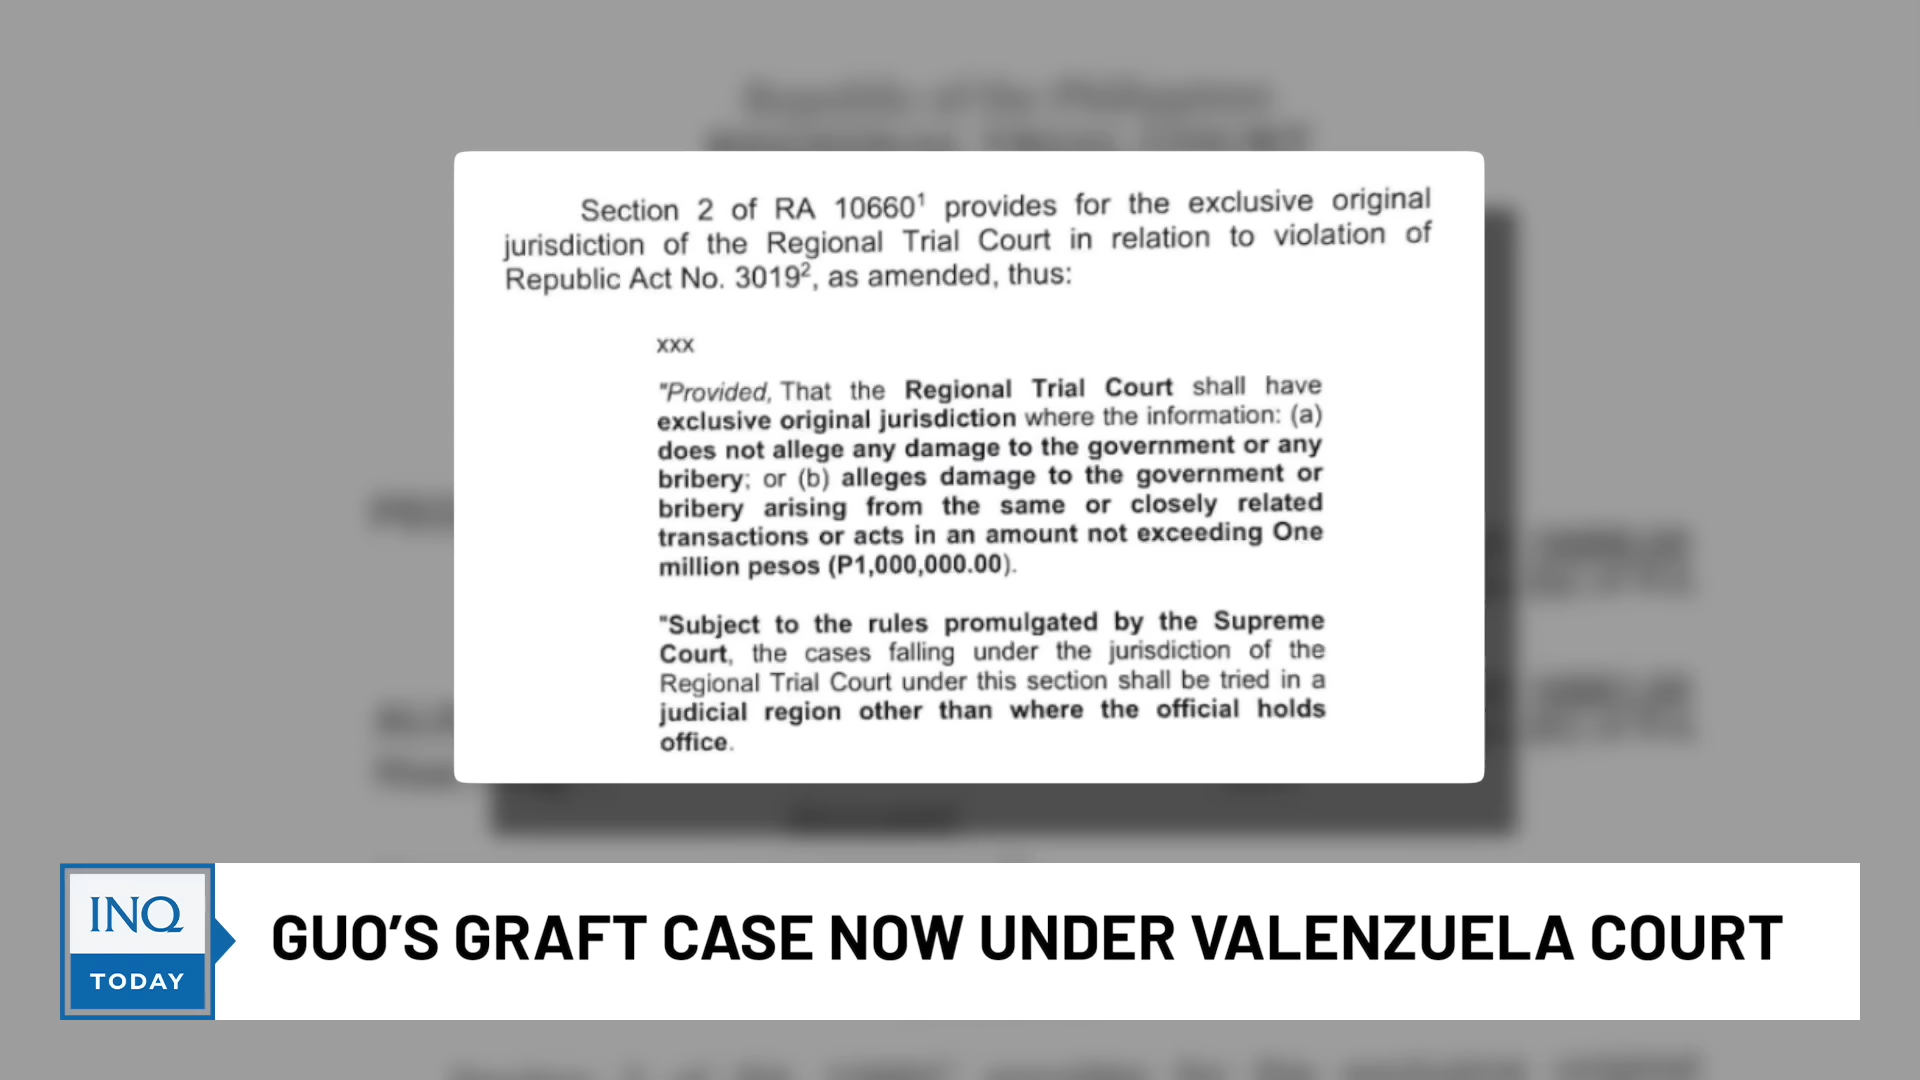 Republic of the Philippines
Section 2 of RA 10660¹ provides for the exclusive original
jurisdiction of the Regional Trial Court in relation to violation of
Republic Act No. 3019², as amended, thus:
xxx
"Provided, That the Regional Trial Court shall have
exclusive original jurisdiction where the information: (a)
does not allege any damage to the government or any
bribery; or (b) alleges damage to the government or
bribery arising from the same or closely related
transactions or acts in an amount not exceeding One
million pesos (P1,000,000.00).
"Subject to the rules promulgated by the Supreme
Court, the cases falling under the jurisdiction of the
Regional Trial Court under this section shall be tried in a
judicial region other than where the official holds
office.
INQ
TODAY
GUO’S GRAFT CASE NOW UNDER VALENZUELA COURT